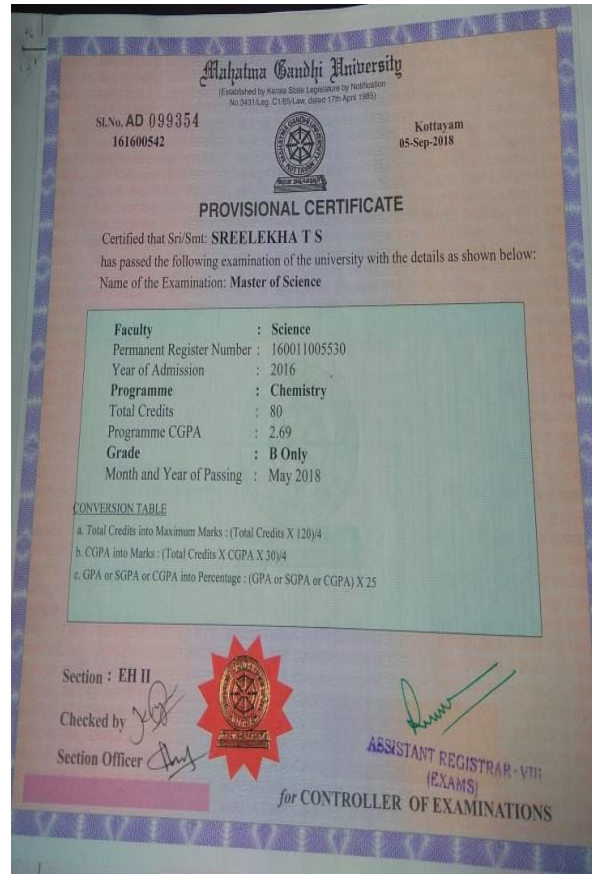 Mahatma Gandhi University
(Established by Kerala State Legislature by Notification
No.3431/Leg. C1/85/Law, dated 17th April 1985)
Sl.No. AD 099354
161600542
Kottayam
05-Sep-2018
PROVISIONAL CERTIFICATE
Certified that Sri/Smt: SREELEKHA T S
has passed the following examination of the university with the details as shown below:
Name of the Examination: Master of Science
Faculty : Science
Permanent Register Number : 160011005530
Year of Admission : 2016
Programme : Chemistry
Total Credits : 80
Programme CGPA : 2.69
Grade : B Only
Month and Year of Passing : May 2018
CONVERSION TABLE
a. Total Credits into Maximum Marks : (Total Credits X 120)/4
b. CGPA into Marks : (Total Credits X CGPA X 30)/4
c. GPA or SGPA or CGPA into Percentage : (GPA or SGPA or CGPA) X 25
Section : EH II
Checked by
Section Officer
ASSISTANT REGISTRAR - VIII
(EXAMS)
for CONTROLLER OF EXAMINATIONS